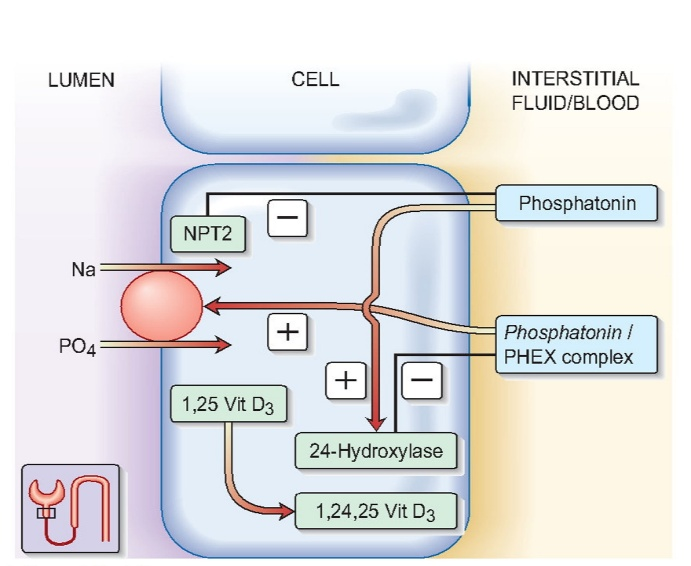 LUMEN
CELL
INTERSTITIAL
FLUID/BLOOD
Phosphatonin
−
NPT2
Na
+
PO4
Phosphatonin /
PHEX complex
+
−
1,25 Vit D3
24-Hydroxylase
1,24,25 Vit D3